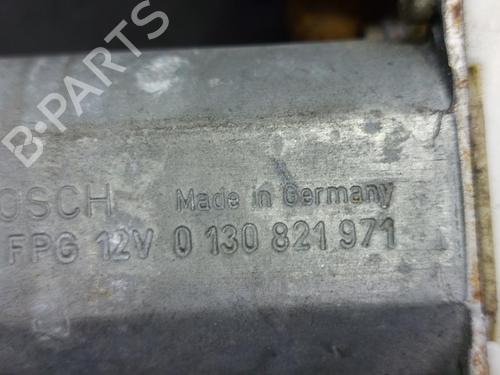 B-PARTS
OSCH Made in Germany
FPG 12V 0 130 821 971